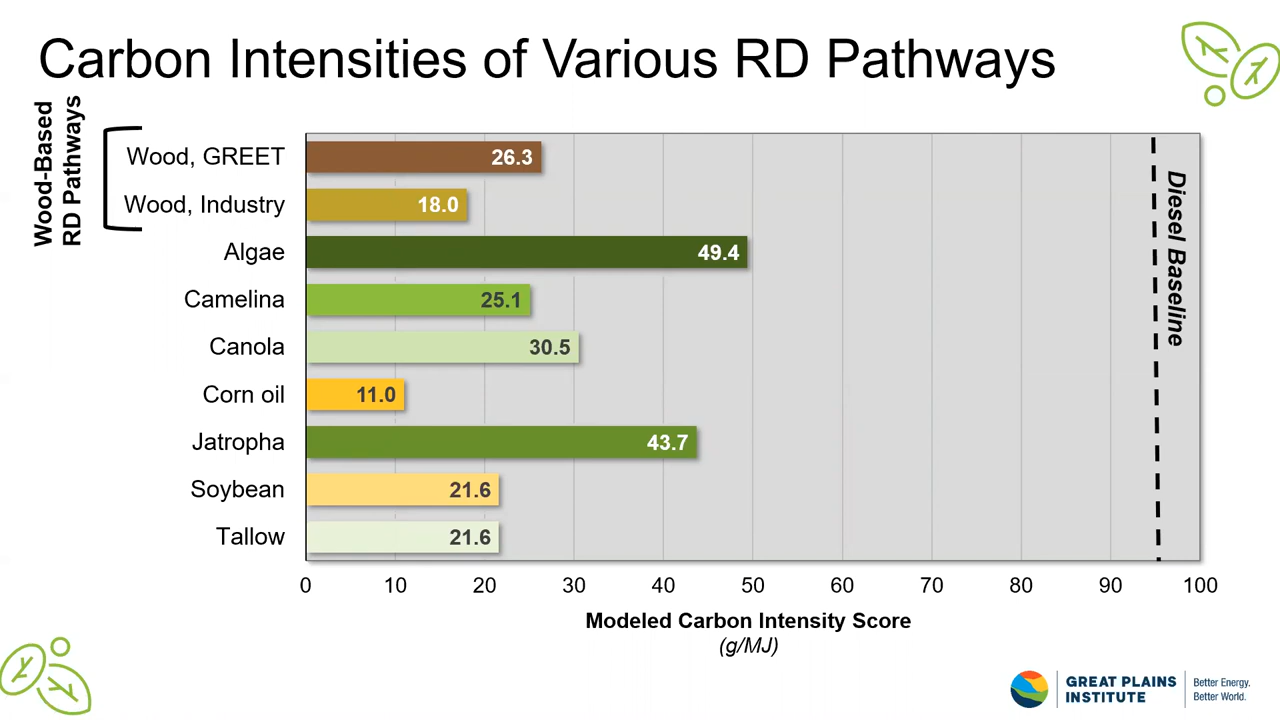 Carbon Intensities of Various RD Pathways
Wood-Based
RD Pathways
Wood, GREET
26.3
Wood, Industry
18.0
Algae
49.4
Camelina
25.1
Canola
30.5
Corn oil
11.0
Jatropha
43.7
Soybean
21.6
Tallow
21.6
Diesel Baseline
0 10 20 30 40 50 60 70 80 90 100
Modeled Carbon Intensity Score
(g/MJ)
GREAT PLAINS
INSTITUTE
Better Energy.
Better World.